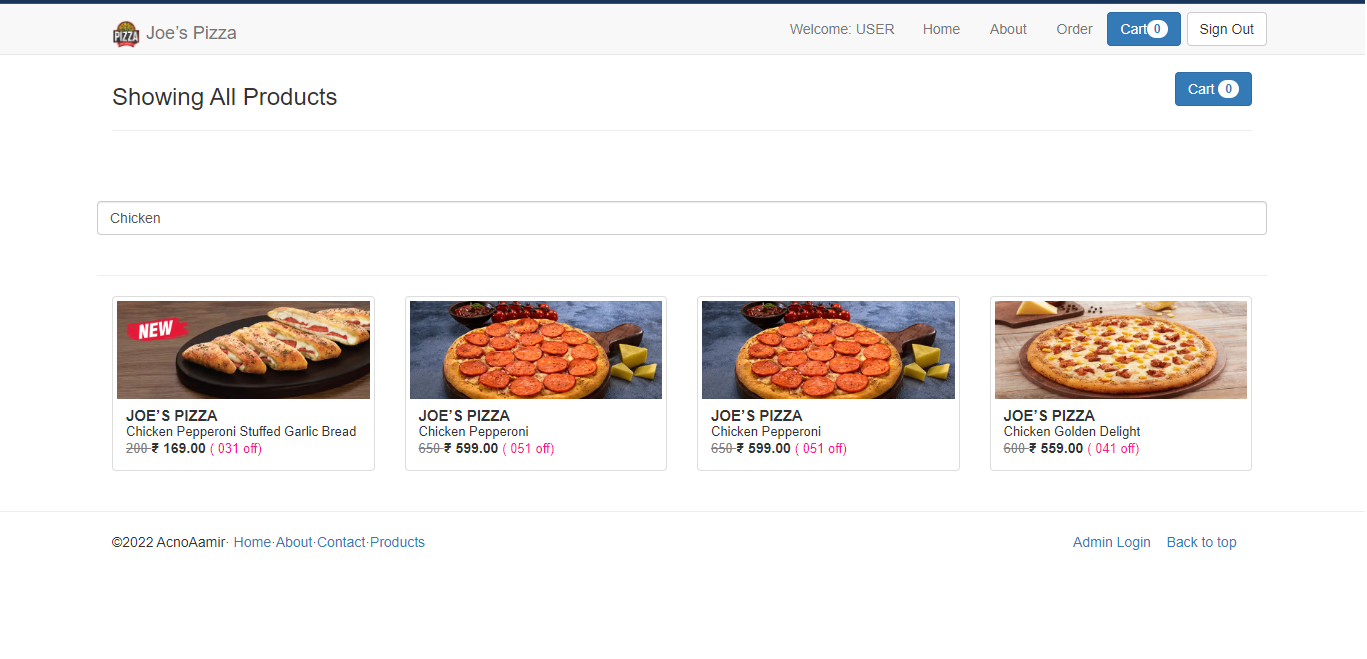 PIZZA Joe’s Pizza Welcome: USER Home About Order Cart 0 Sign Out
Showing All Products Cart 0
Chicken
NEW
JOE’S PIZZA
Chicken Pepperoni Stuffed Garlic Bread
200 ₹ 169.00 ( 031 off)
JOE’S PIZZA
Chicken Pepperoni
650 ₹ 599.00 ( 051 off)
JOE’S PIZZA
Chicken Pepperoni
650 ₹ 599.00 ( 051 off)
JOE’S PIZZA
Chicken Golden Delight
600 ₹ 559.00 ( 041 off)
©2022 AcnoAamir· Home·About·Contact·Products Admin Login Back to top